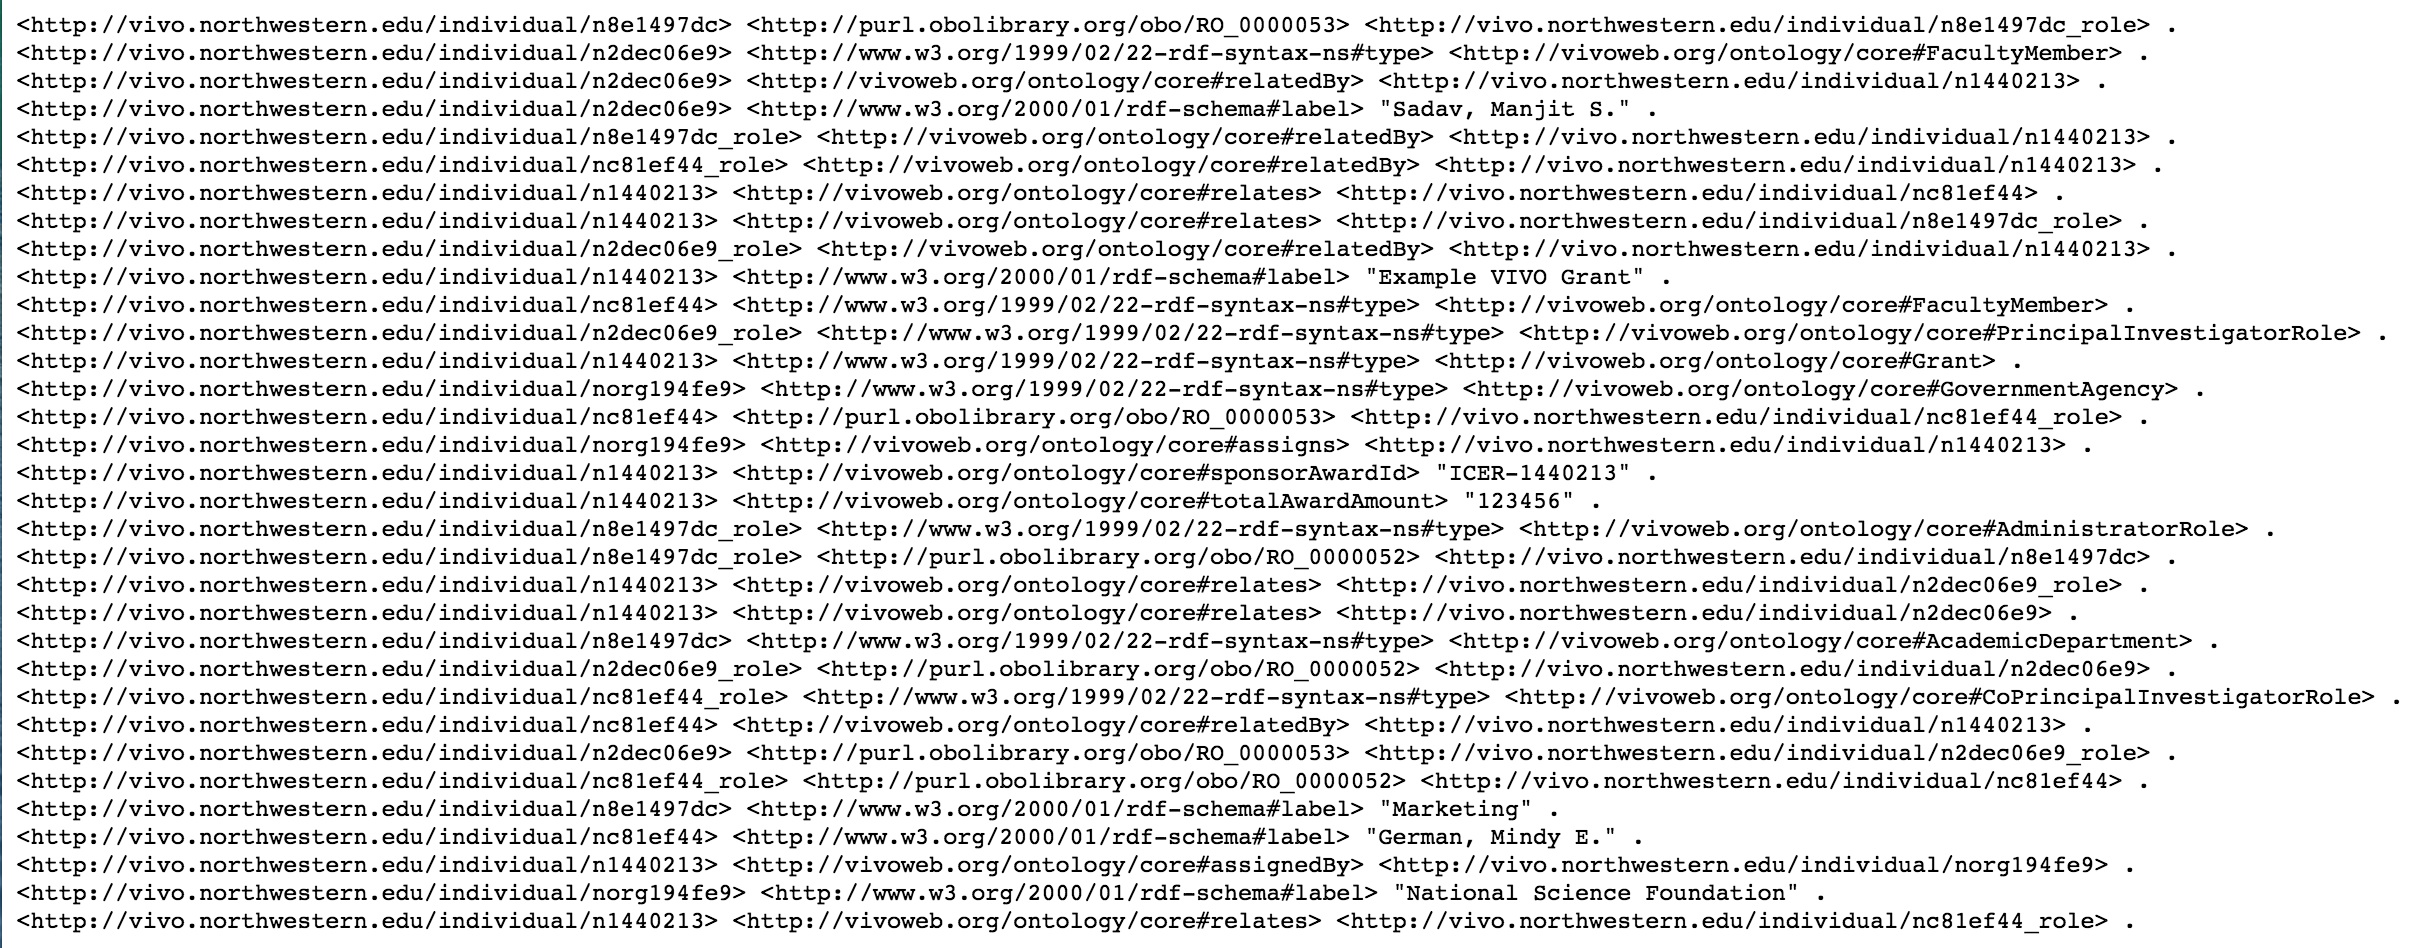 <http://vivo.northwestern.edu/individual/n8e1497dc> <http://purl.obolibrary.org/obo/RO_0000053> <http://vivo.northwestern.edu/individual/n8e1497dc_role> .
<http://vivo.northwestern.edu/individual/n2dec06e9> <http://www.w3.org/1999/02/22-rdf-syntax-ns#type> <http://vivoweb.org/ontology/core#FacultyMember> .
<http://vivo.northwestern.edu/individual/n2dec06e9> <http://vivoweb.org/ontology/core#relatedBy> <http://vivo.northwestern.edu/individual/n1440213> .
<http://vivo.northwestern.edu/individual/n2dec06e9> <http://www.w3.org/2000/01/rdf-schema#label> "Sadav, Manjit S." .
<http://vivo.northwestern.edu/individual/n8e1497dc_role> <http://vivoweb.org/ontology/core#relatedBy> <http://vivo.northwestern.edu/individual/n1440213> .
<http://vivo.northwestern.edu/individual/nc81ef44_role> <http://vivoweb.org/ontology/core#relatedBy> <http://vivo.northwestern.edu/individual/n1440213> .
<http://vivo.northwestern.edu/individual/n1440213> <http://vivoweb.org/ontology/core#relates> <http://vivo.northwestern.edu/individual/nc81ef44> .
<http://vivo.northwestern.edu/individual/n1440213> <http://vivoweb.org/ontology/core#relates> <http://vivo.northwestern.edu/individual/n8e1497dc_role> .
<http://vivo.northwestern.edu/individual/n2dec06e9_role> <http://vivoweb.org/ontology/core#relatedBy> <http://vivo.northwestern.edu/individual/n1440213> .
<http://vivo.northwestern.edu/individual/n1440213> <http://www.w3.org/2000/01/rdf-schema#label> "Example VIVO Grant" .
<http://vivo.northwestern.edu/individual/nc81ef44> <http://www.w3.org/1999/02/22-rdf-syntax-ns#type> <http://vivoweb.org/ontology/core#FacultyMember> .
<http://vivo.northwestern.edu/individual/n2dec06e9_role> <http://www.w3.org/1999/02/22-rdf-syntax-ns#type> <http://vivoweb.org/ontology/core#PrincipalInvestigatorRole> .
<http://vivo.northwestern.edu/individual/n1440213> <http://www.w3.org/1999/02/22-rdf-syntax-ns#type> <http://vivoweb.org/ontology/core#Grant> .
<http://vivo.northwestern.edu/individual/norg194fe9> <http://www.w3.org/1999/02/22-rdf-syntax-ns#type> <http://vivoweb.org/ontology/core#GovernmentAgency> .
<http://vivo.northwestern.edu/individual/nc81ef44> <http://purl.obolibrary.org/obo/RO_0000053> <http://vivo.northwestern.edu/individual/nc81ef44_role> .
<http://vivo.northwestern.edu/individual/norg194fe9> <http://vivoweb.org/ontology/core#assigns> <http://vivo.northwestern.edu/individual/n1440213> .
<http://vivo.northwestern.edu/individual/n1440213> <http://vivoweb.org/ontology/core#sponsorAwardId> "ICER-1440213" .
<http://vivo.northwestern.edu/individual/n1440213> <http://vivoweb.org/ontology/core#totalAwardAmount> "123456" .
<http://vivo.northwestern.edu/individual/n8e1497dc_role> <http://www.w3.org/1999/02/22-rdf-syntax-ns#type> <http://vivoweb.org/ontology/core#AdministratorRole> .
<http://vivo.northwestern.edu/individual/n8e1497dc_role> <http://purl.obolibrary.org/obo/RO_0000052> <http://vivo.northwestern.edu/individual/n8e1497dc> .
<http://vivo.northwestern.edu/individual/n1440213> <http://vivoweb.org/ontology/core#relates> <http://vivo.northwestern.edu/individual/n2dec06e9_role> .
<http://vivo.northwestern.edu/individual/n1440213> <http://vivoweb.org/ontology/core#relates> <http://vivo.northwestern.edu/individual/n2dec06e9> .
<http://vivo.northwestern.edu/individual/n8e1497dc> <http://www.w3.org/1999/02/22-rdf-syntax-ns#type> <http://vivoweb.org/ontology/core#AcademicDepartment> .
<http://vivo.northwestern.edu/individual/n2dec06e9_role> <http://purl.obolibrary.org/obo/RO_0000052> <http://vivo.northwestern.edu/individual/n2dec06e9> .
<http://vivo.northwestern.edu/individual/nc81ef44_role> <http://www.w3.org/1999/02/22-rdf-syntax-ns#type> <http://vivoweb.org/ontology/core#CoPrincipalInvestigatorRole> .
<http://vivo.northwestern.edu/individual/nc81ef44> <http://vivoweb.org/ontology/core#relatedBy> <http://vivo.northwestern.edu/individual/n1440213> .
<http://vivo.northwestern.edu/individual/n2dec06e9> <http://purl.obolibrary.org/obo/RO_0000053> <http://vivo.northwestern.edu/individual/n2dec06e9_role> .
<http://vivo.northwestern.edu/individual/nc81ef44_role> <http://purl.obolibrary.org/obo/RO_0000052> <http://vivo.northwestern.edu/individual/nc81ef44> .
<http://vivo.northwestern.edu/individual/n8e1497dc> <http://www.w3.org/2000/01/rdf-schema#label> "Marketing" .
<http://vivo.northwestern.edu/individual/nc81ef44> <http://www.w3.org/2000/01/rdf-schema#label> "German, Mindy E." .
<http://vivo.northwestern.edu/individual/n1440213> <http://vivoweb.org/ontology/core#assignedBy> <http://vivo.northwestern.edu/individual/norg194fe9> .
<http://vivo.northwestern.edu/individual/norg194fe9> <http://www.w3.org/2000/01/rdf-schema#label> "National Science Foundation" .
<http://vivo.northwestern.edu/individual/n1440213> <http://vivoweb.org/ontology/core#relates> <http://vivo.northwestern.edu/individual/nc81ef44_role> .